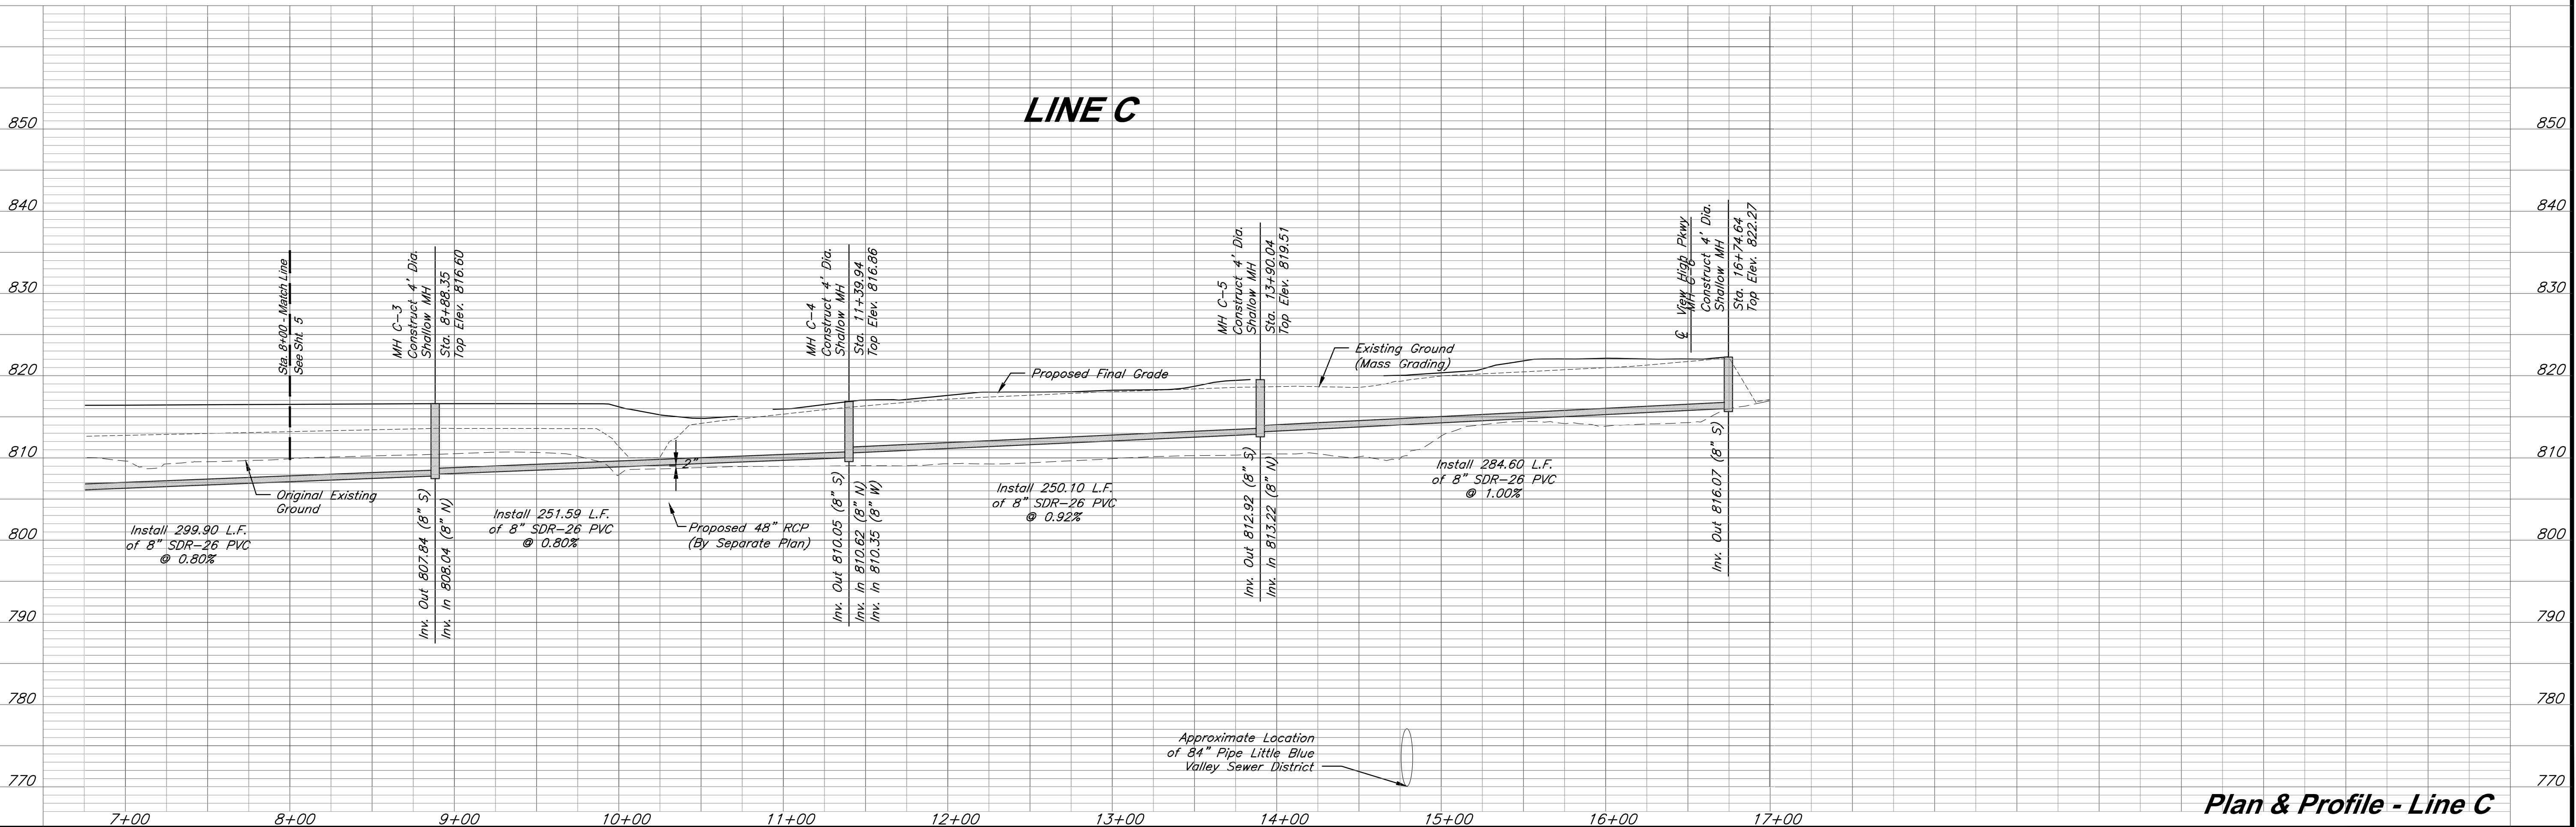 LINE C
850
840
830
820
810
800
790
780
770
850
840
830
820
810
800
790
780
770
Sta. 8+00 - Match Line
See Sht. 5
MH C-3
Construct 4' Dia.
Shallow MH
Sta. 8+88.35
Top Elev. 816.60
MH C-4
Construct 4' Dia.
Shallow MH
Sta. 11+39.94
Top Elev. 816.86
MH C-5
Construct 4' Dia.
Shallow MH
Sta. 13+90.04
Top Elev. 819.51
℄ View High Pkwy
MH C-6
Construct 4' Dia.
Shallow MH
Sta. 16+74.64
Top Elev. 822.27
Proposed Final Grade
Existing Ground
(Mass Grading)
Original Existing
Ground
2"
Proposed 48" RCP
(By Separate Plan)
Install 299.90 L.F.
of 8" SDR-26 PVC
@ 0.80%
Inv. Out 807.84 (8" S)
Inv. In 808.04 (8" N)
Install 251.59 L.F.
of 8" SDR-26 PVC
@ 0.80%
Inv. Out 810.05 (8" S)
Inv. in 810.62 (8" N)
Inv. in 810.35 (8" W)
Install 250.10 L.F.
of 8" SDR-26 PVC
@ 0.92%
Inv. Out 812.92 (8" S)
Inv. in 813.22 (8" N)
Install 284.60 L.F.
of 8" SDR-26 PVC
@ 1.00%
Inv. Out 816.07 (8" S)
Approximate Location
of 84" Pipe Little Blue
Valley Sewer District
Plan & Profile - Line C
7+00
8+00
9+00
10+00
11+00
12+00
13+00
14+00
15+00
16+00
17+00